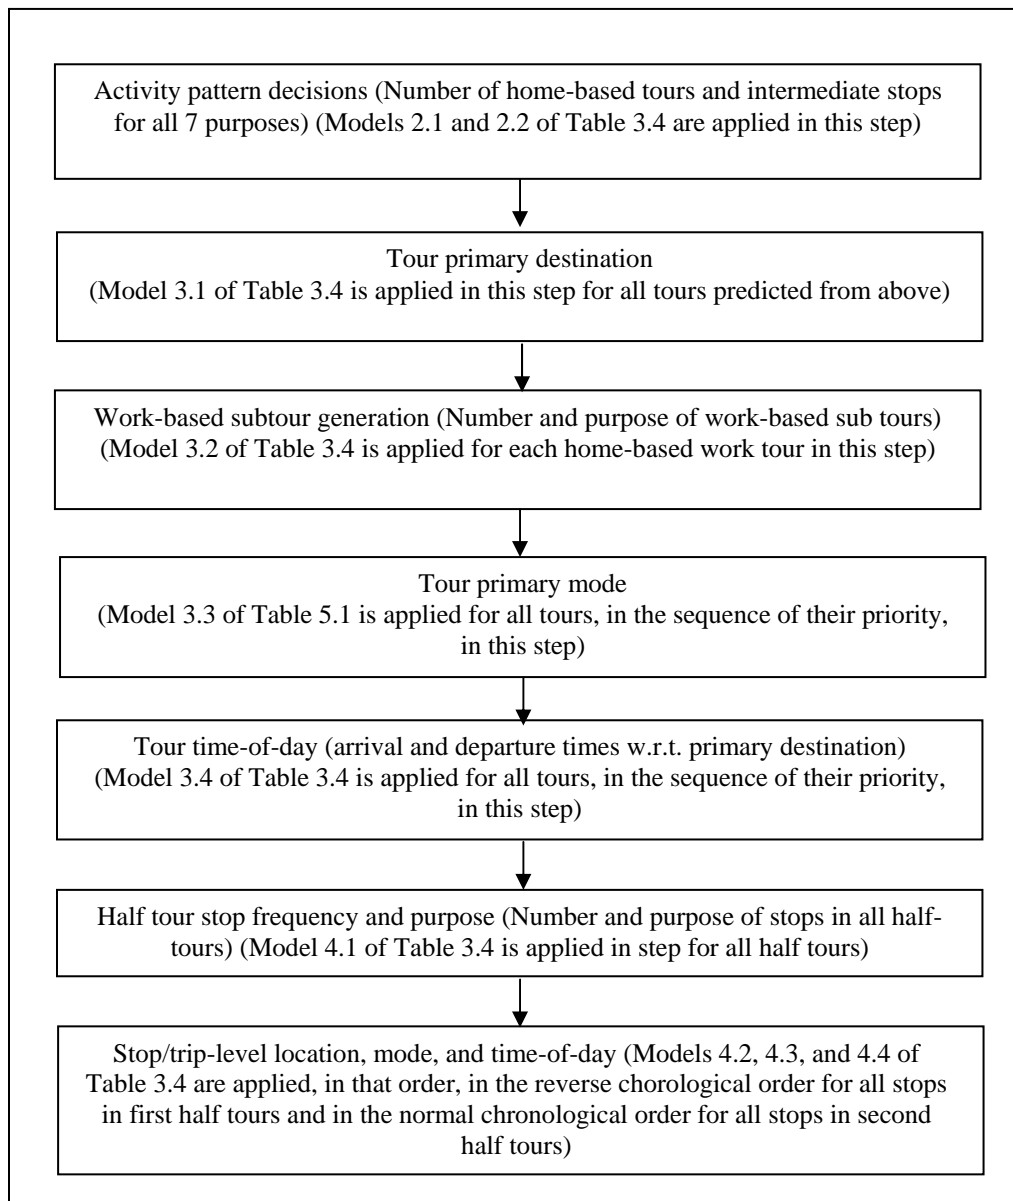 Activity pattern decisions (Number of home-based tours and intermediate stops
for all 7 purposes) (Models 2.1 and 2.2 of Table 3.4 are applied in this step)
Tour primary destination
(Model 3.1 of Table 3.4 is applied in this step for all tours predicted from above)
Work-based subtour generation (Number and purpose of work-based sub tours)
(Model 3.2 of Table 3.4 is applied for each home-based work tour in this step)
Tour primary mode
(Model 3.3 of Table 5.1 is applied for all tours, in the sequence of their priority,
in this step)
Tour time-of-day (arrival and departure times w.r.t. primary destination)
(Model 3.4 of Table 3.4 is applied for all tours, in the sequence of their priority,
in this step)
Half tour stop frequency and purpose (Number and purpose of stops in all half-
tours) (Model 4.1 of Table 3.4 is applied in step for all half tours)
Stop/trip-level location, mode, and time-of-day (Models 4.2, 4.3, and 4.4 of
Table 3.4 are applied, in that order, in the reverse chorological order for all stops
in first half tours and in the normal chronological order for all stops in second
half tours)